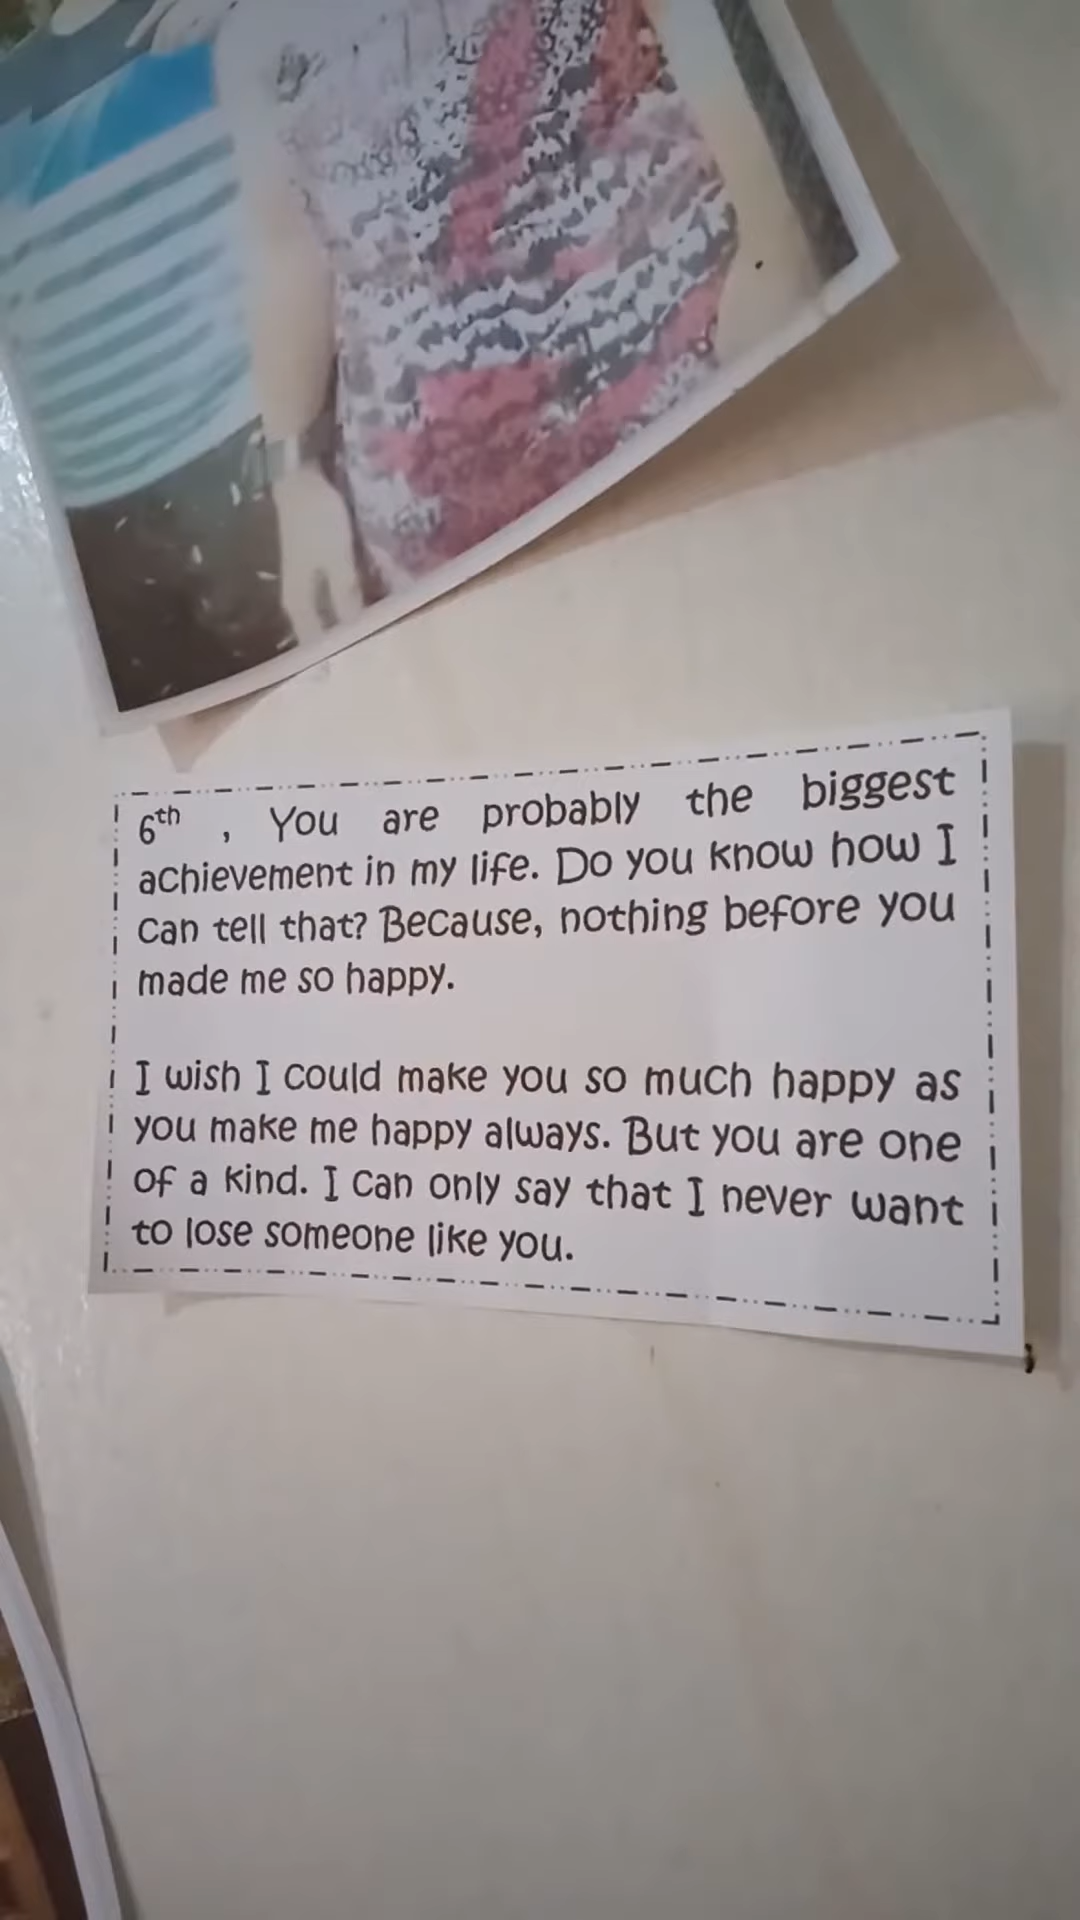 6th , You are probably the biggest
achievement in my life. Do you know how I
can tell that? Because, nothing before you
made me so happy.
I wish I could make you so much happy as
you make me happy always. But you are one
of a kind. I can only say that I never want
to lose someone like you.